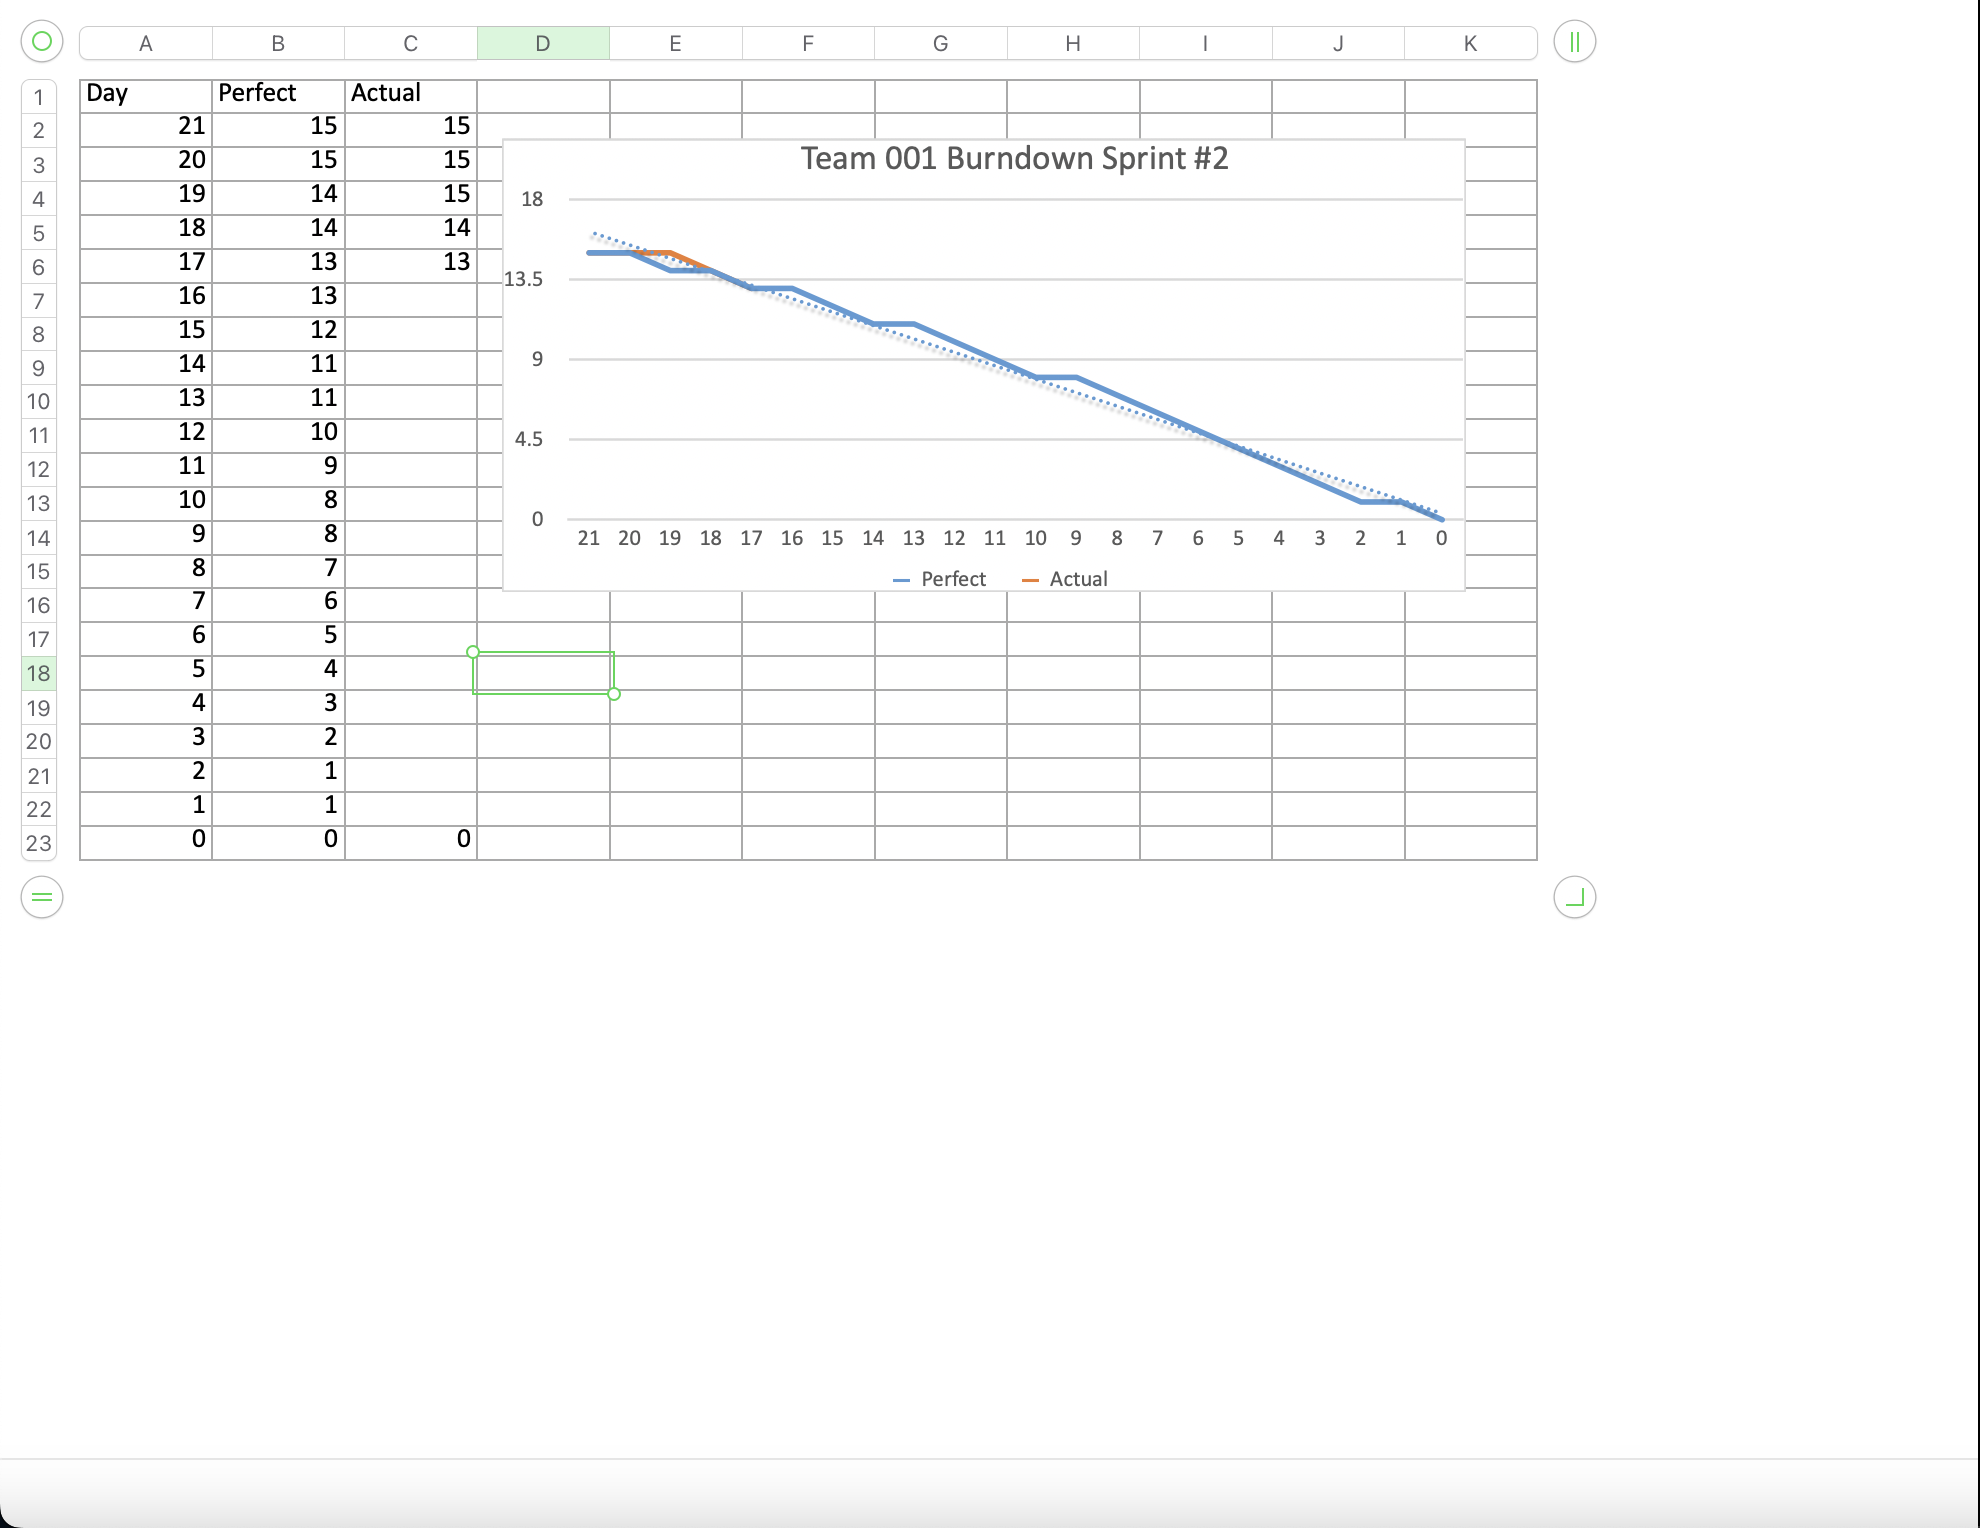 A B C D E F G H I J K
1 Day Perfect Actual
2 21 15 15
3 20 15 15
4 19 14 15
5 18 14 14
6 17 13 13
7 16 13
8 15 12
9 14 11
10 13 11
11 12 10
12 11 9
13 10 8
14 9 8
15 8 7
16 7 6
17 6 5
18 5 4
19 4 3
20 3 2
21 2 1
22 1 1
23 0 0 0
Team 001 Burndown Sprint #2
18
13.5
9
4.5
0
21 20 19 18 17 16 15 14 13 12 11 10 9 8 7 6 5 4 3 2 1 0
Perfect Actual